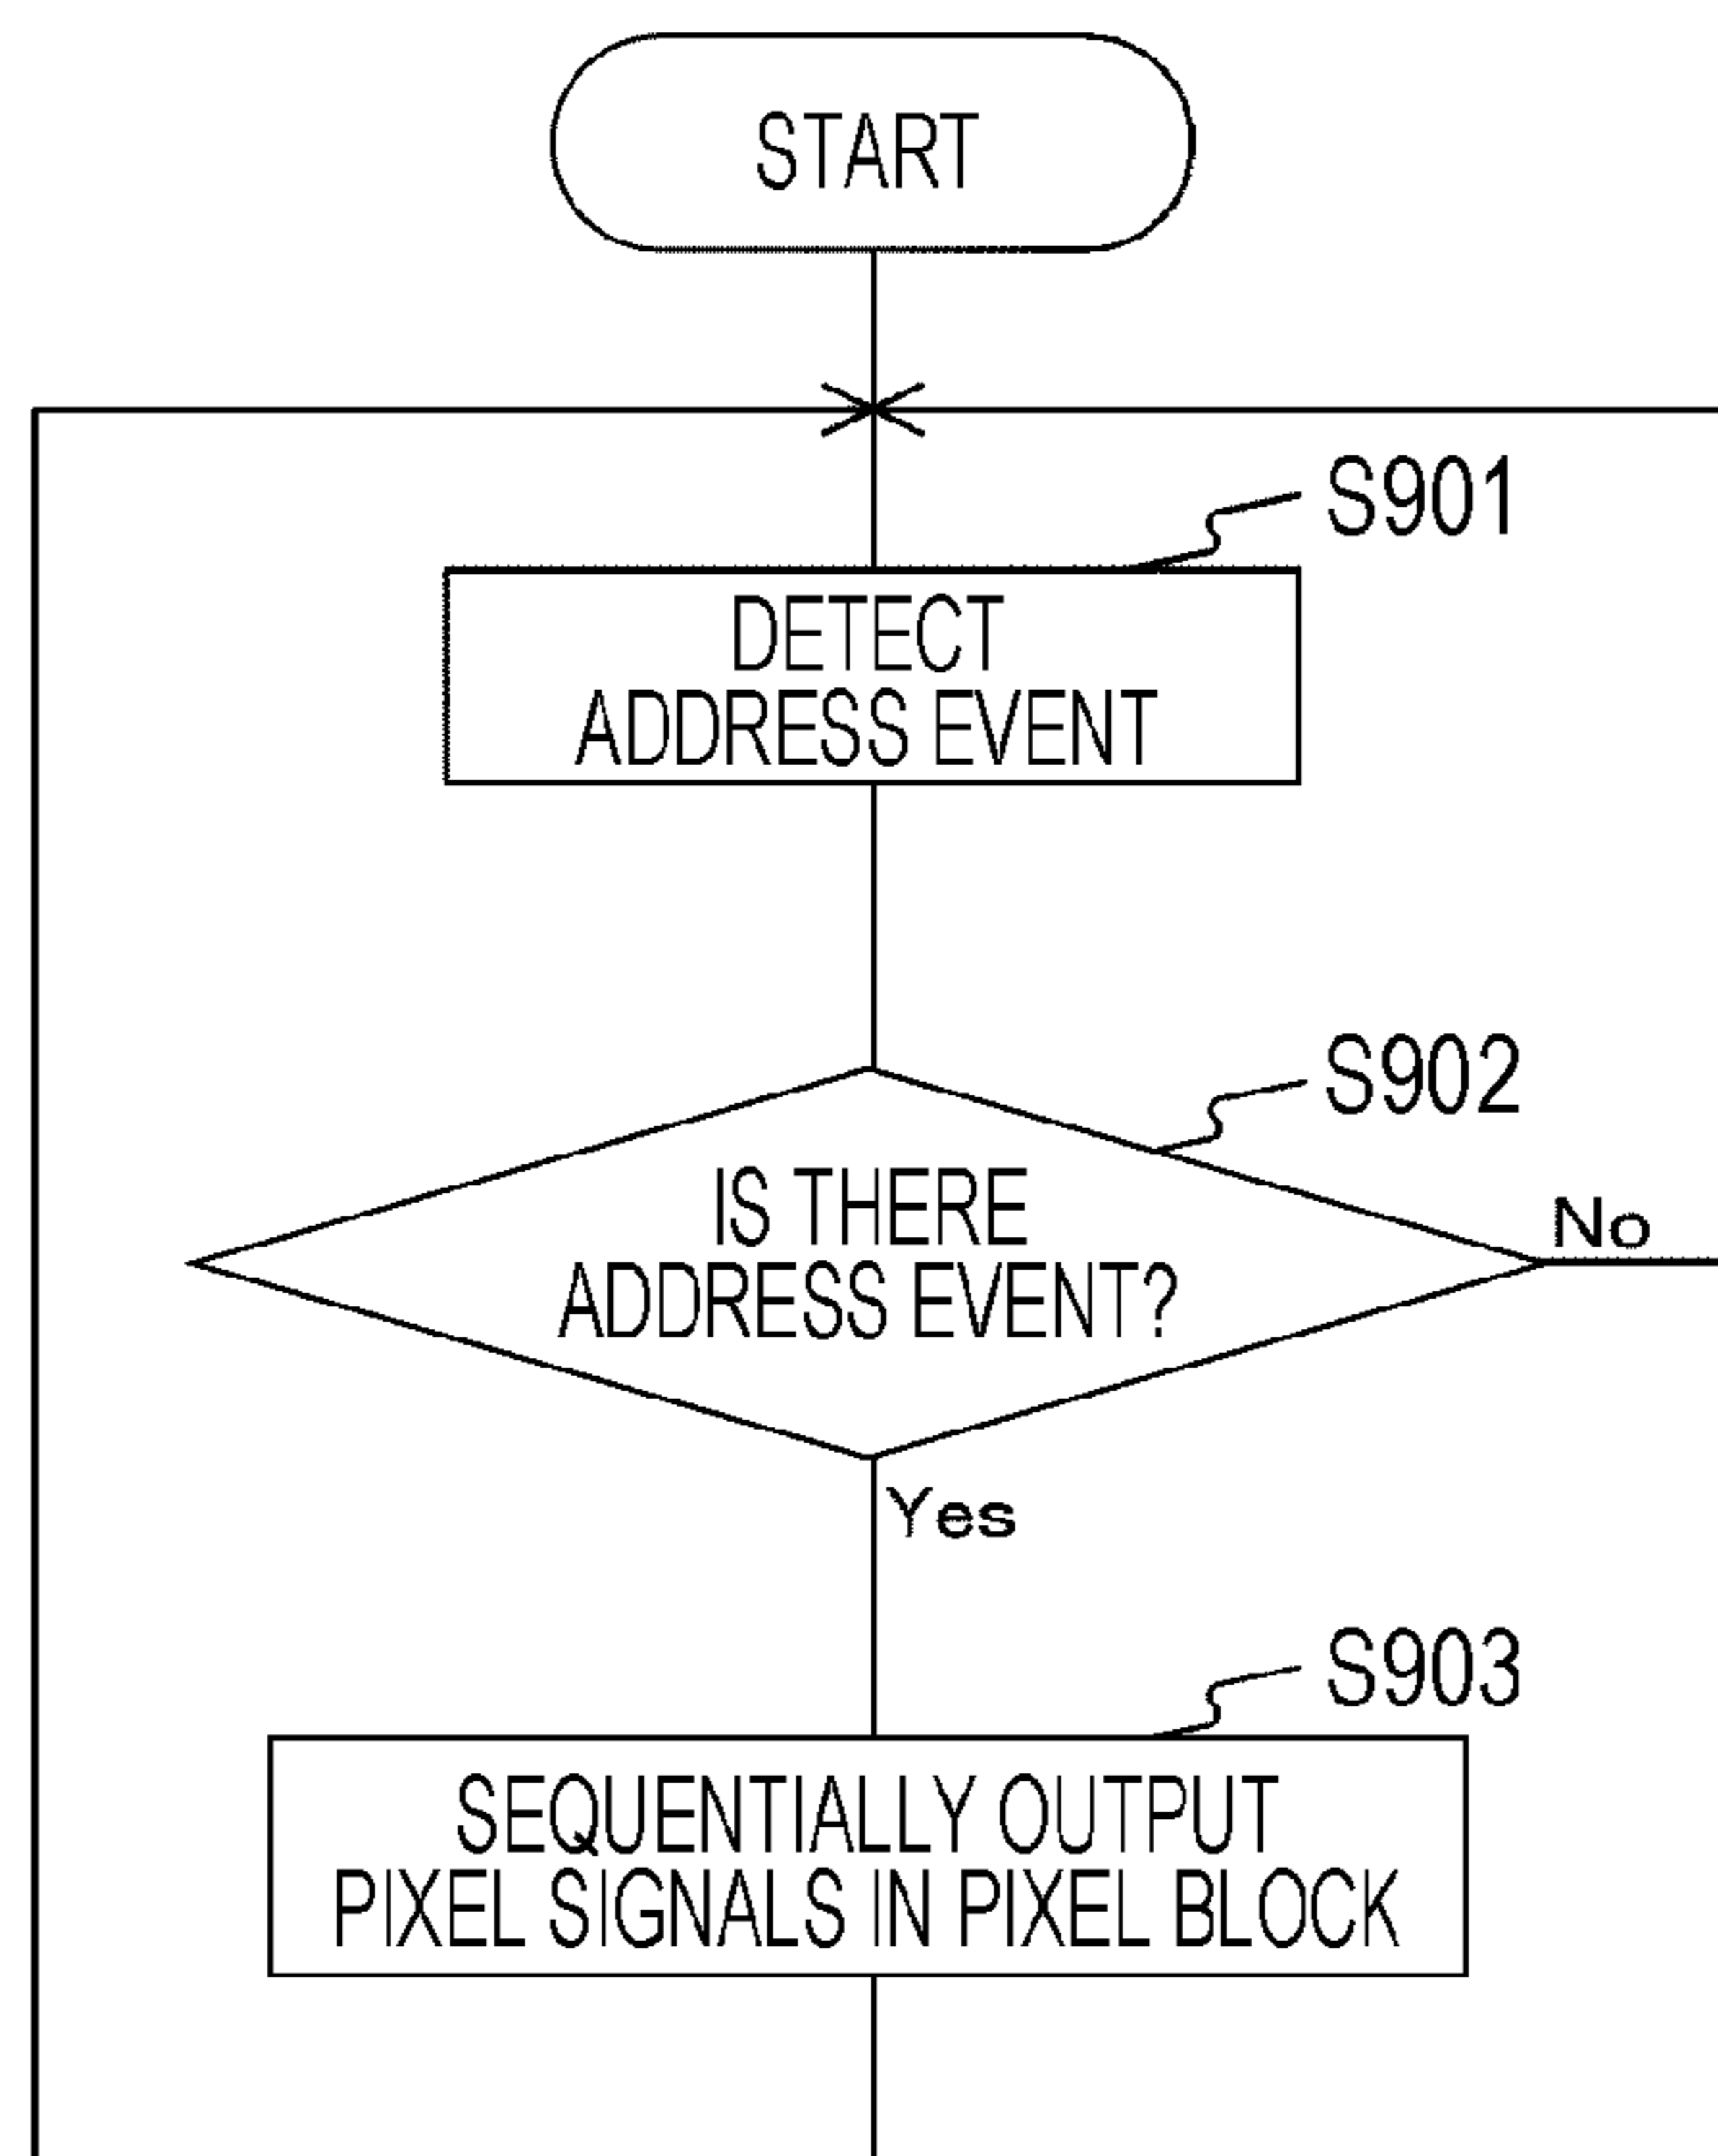 START
S901
DETECT
ADDRESS EVENT
S902
IS THERE
ADDRESS EVENT?
No
Yes
S903
SEQUENTIALLY OUTPUT
PIXEL SIGNALS IN PIXEL BLOCK